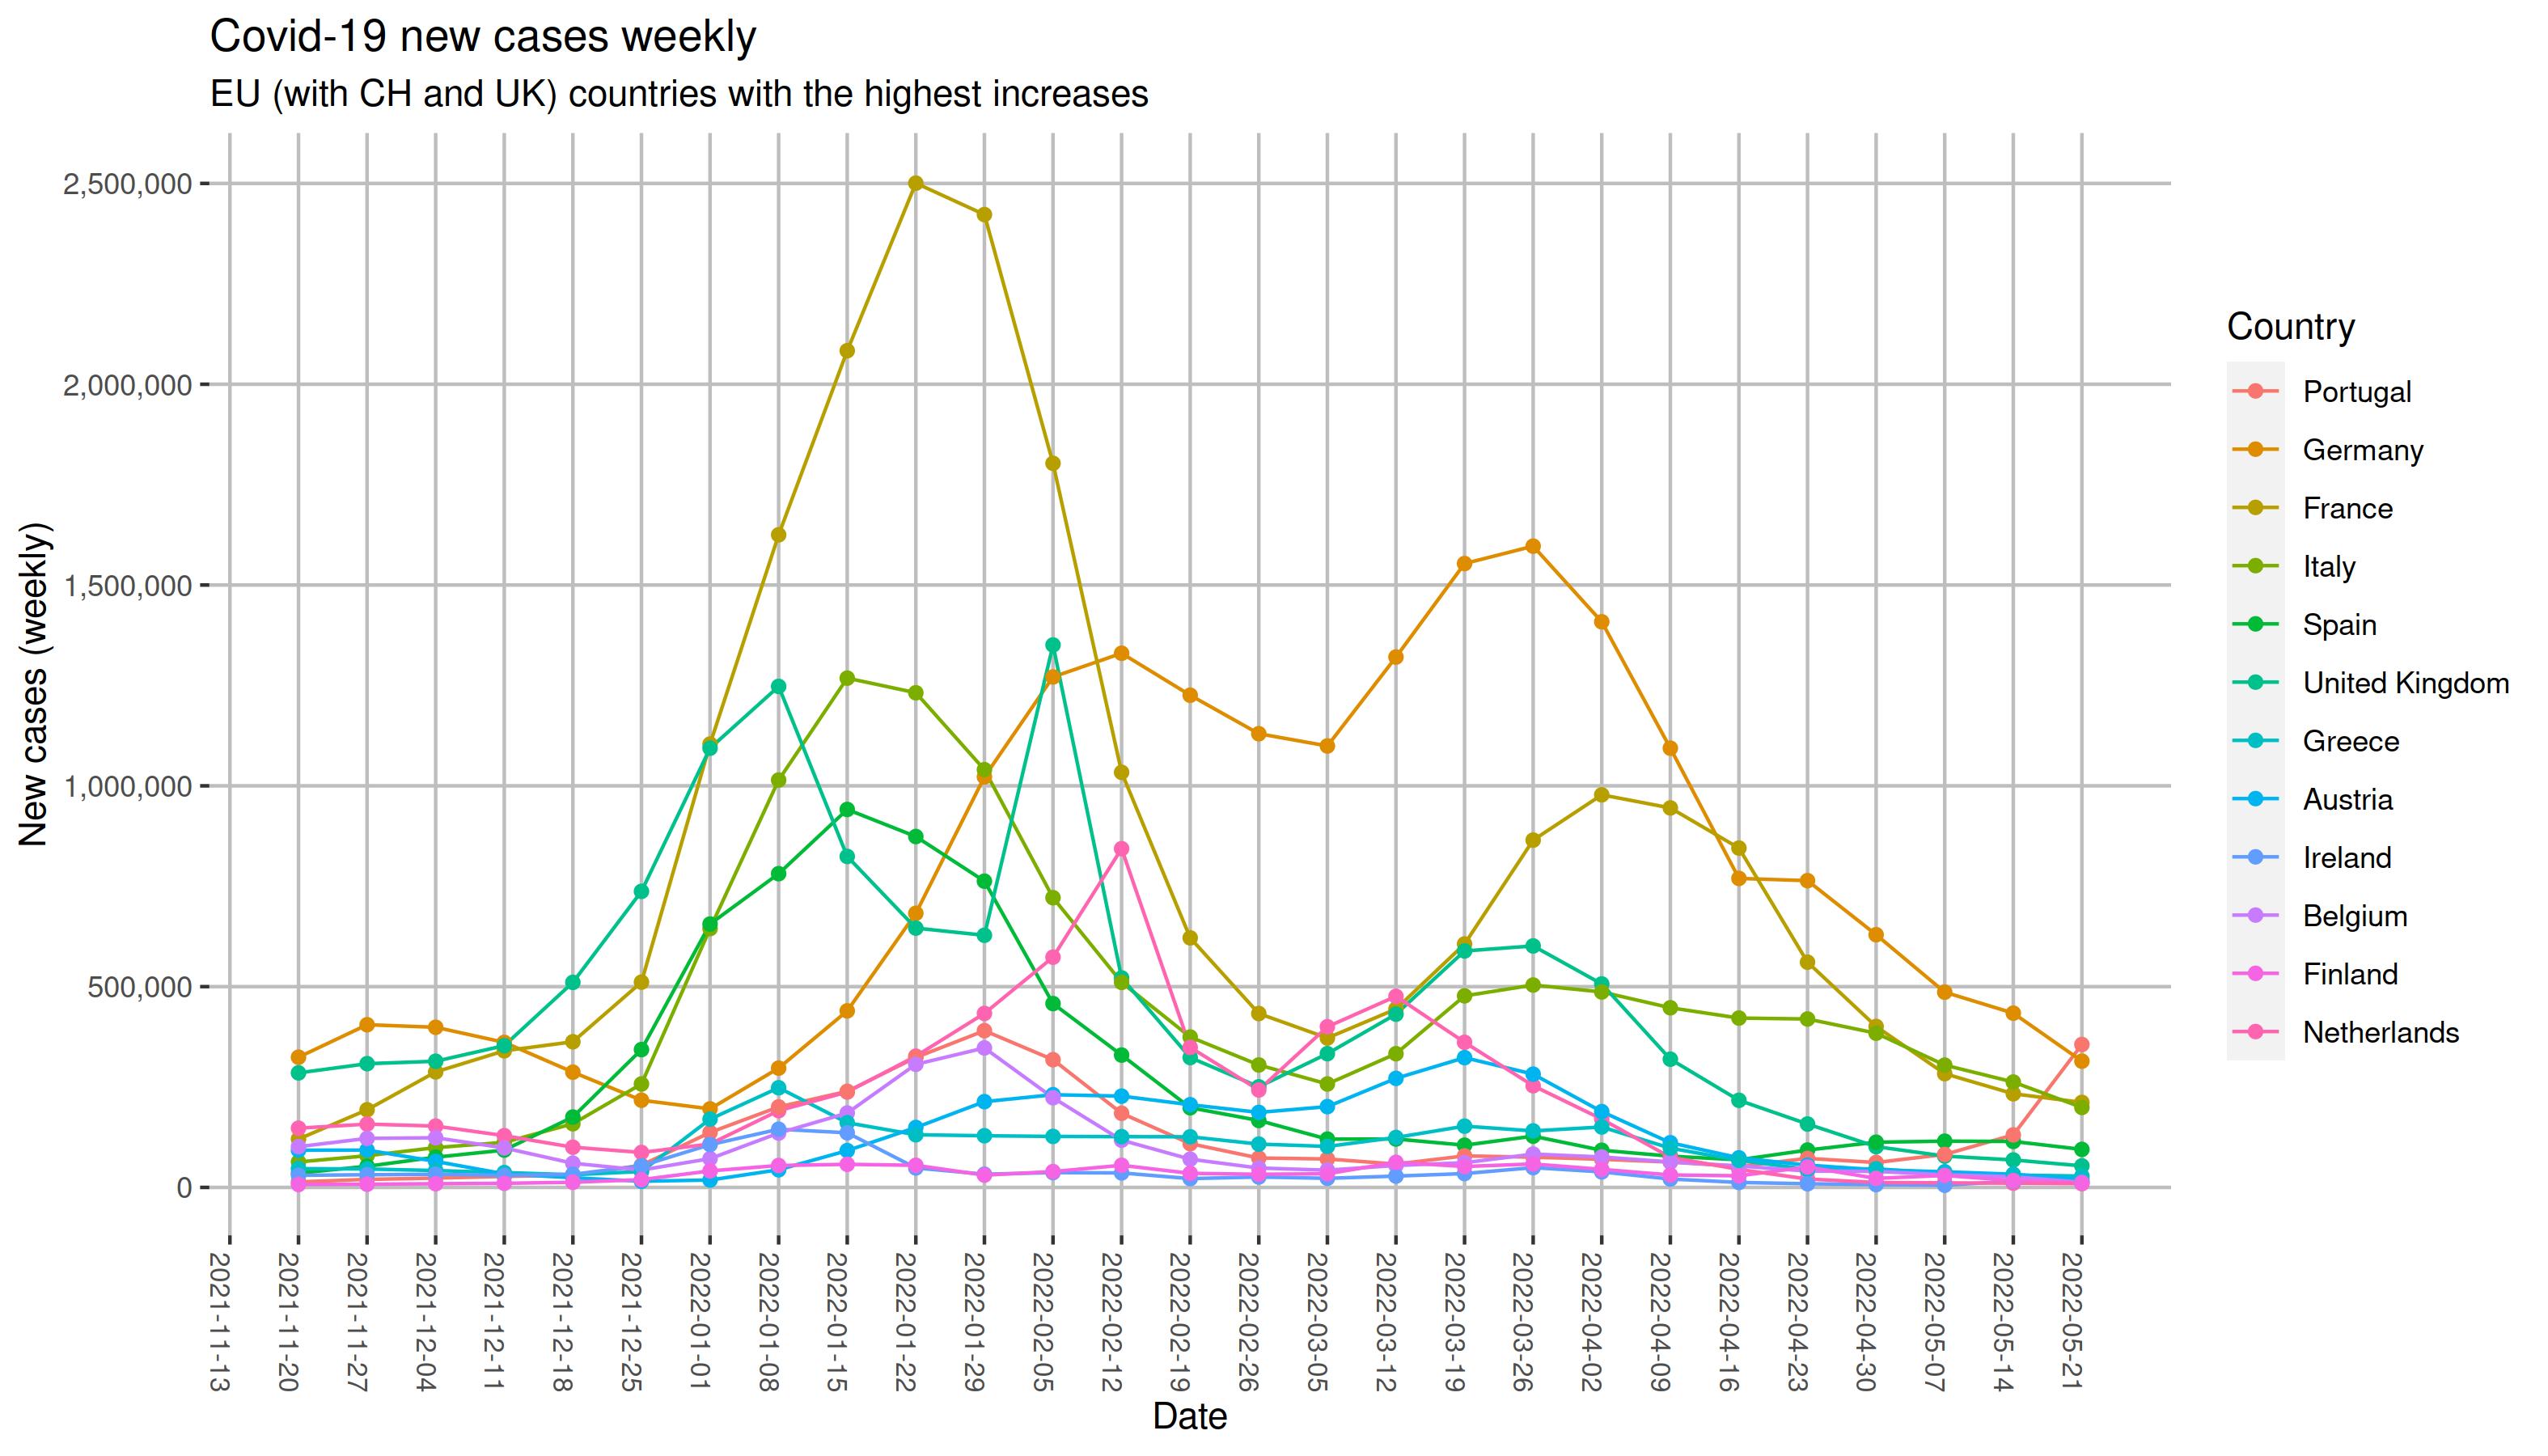 Covid-19 new cases weekly
EU (with CH and UK) countries with the highest increases
New cases (weekly)
2,500,000
2,000,000
1,500,000
1,000,000
500,000
0
2021-11-13
2021-11-20
2021-11-27
2021-12-04
2021-12-11
2021-12-18
2021-12-25
2022-01-01
2022-01-08
2022-01-15
2022-01-22
2022-01-29
2022-02-05
2022-02-12
2022-02-19
2022-02-26
2022-03-05
2022-03-12
2022-03-19
2022-03-26
2022-04-02
2022-04-09
2022-04-16
2022-04-23
2022-04-30
2022-05-07
2022-05-14
2022-05-21
Date
Country
Portugal
Germany
France
Italy
Spain
United Kingdom
Greece
Austria
Ireland
Belgium
Finland
Netherlands